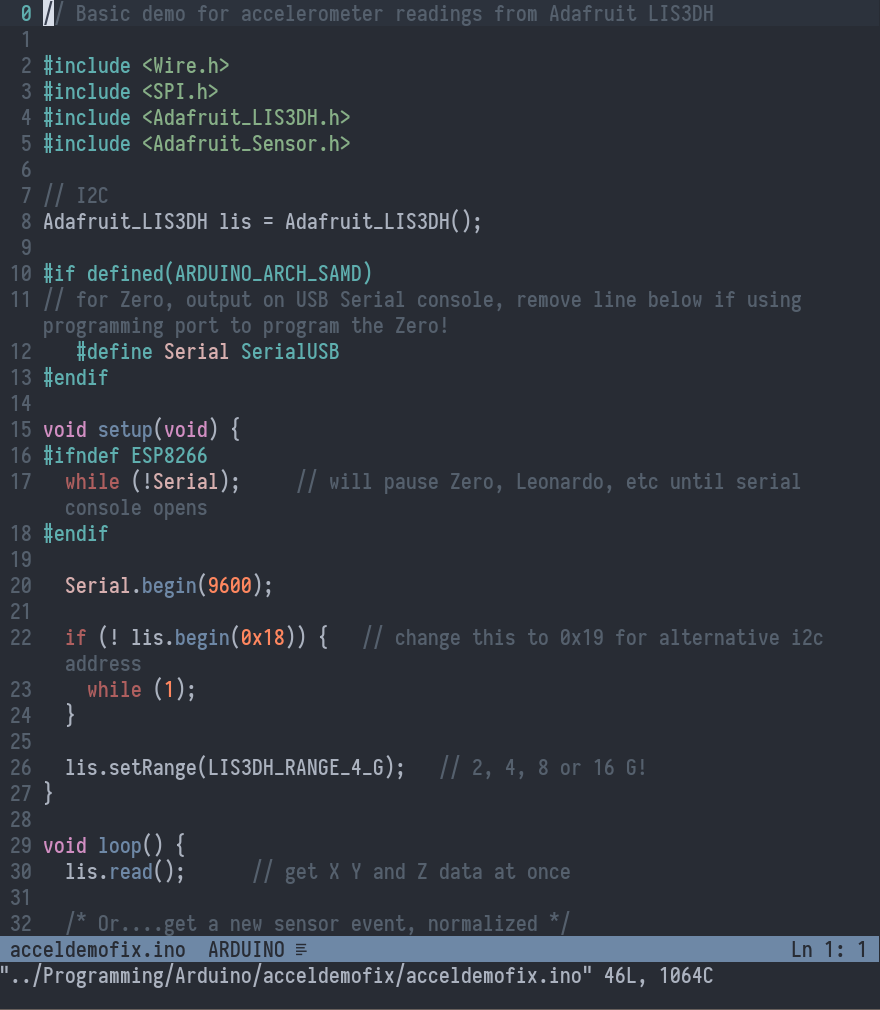 0 // Basic demo for accelerometer readings from Adafruit LIS3DH
1
2 #include <Wire.h>
3 #include <SPI.h>
4 #include <Adafruit_LIS3DH.h>
5 #include <Adafruit_Sensor.h>
6
7 // I2C
8 Adafruit_LIS3DH lis = Adafruit_LIS3DH();
9
10 #if defined(ARDUINO_ARCH_SAMD)
11 // for Zero, output on USB Serial console, remove line below if using
programming port to program the Zero!
12    #define Serial SerialUSB
13 #endif
14
15 void setup(void) {
16 #ifndef ESP8266
17   while (!Serial);     // will pause Zero, Leonardo, etc until serial
console opens
18 #endif
19
20   Serial.begin(9600);
21
22   if (! lis.begin(0x18)) {   // change this to 0x19 for alternative i2c
address
23     while (1);
24   }
25
26   lis.setRange(LIS3DH_RANGE_4_G);   // 2, 4, 8 or 16 G!
27 }
28
29 void loop() {
30   lis.read();      // get X Y and Z data at once
31
32   /* Or....get a new sensor event, normalized */
acceldemofix.ino  ARDUINO ≡ Ln 1: 1
"../Programming/Arduino/acceldemofix/acceldemofix.ino" 46L, 1064C